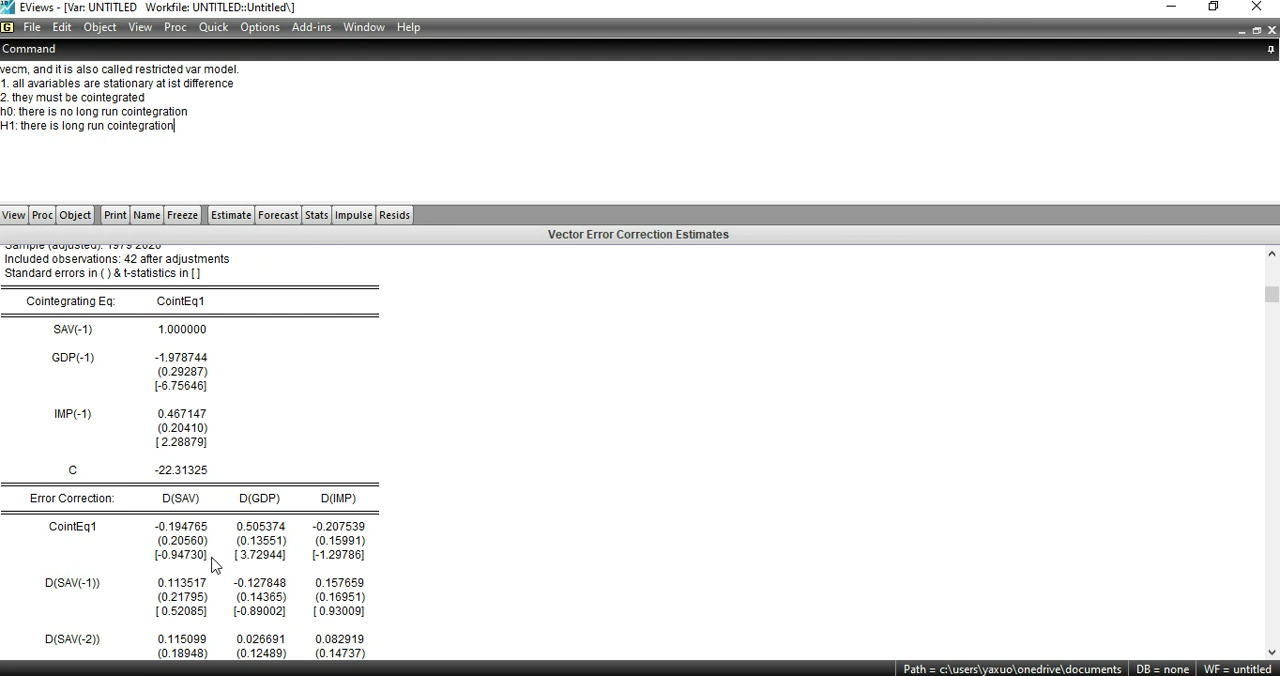 EViews - [Var: UNTITLED   Workfile: UNTITLED::Untitled\]
File Edit Object View Proc Quick Options Add-ins Window Help
Command
vecm, and it is also called restricted var model.
1. all avariables are stationary at ist difference
2. they must be cointegrated
h0: there is no long run cointegration
H1: there is long run cointegration
View Proc Object Print Name Freeze Estimate Forecast Stats Impulse Resids
Vector Error Correction Estimates
Sample (adjusted): 1979 2020
Included observations: 42 after adjustments
Standard errors in ( ) & t-statistics in [ ]
Cointegrating Eq: CointEq1
SAV(-1) 1.000000
GDP(-1) -1.978744
(0.29287)
[-6.75646]
IMP(-1) 0.467147
(0.20410)
[ 2.28879]
C -22.31325
Error Correction: D(SAV) D(GDP) D(IMP)
CointEq1 -0.194765 0.505374 -0.207539
(0.20560) (0.13551) (0.15991)
[-0.94730] [ 3.72944] [-1.29786]
D(SAV(-1)) 0.113517 -0.127848 0.157659
(0.21795) (0.14365) (0.16951)
[ 0.52085] [-0.89002] [ 0.93009]
D(SAV(-2)) 0.115099 0.026691 0.082919
(0.18948) (0.12489) (0.14737)
Path = c:\users\yaxuo\onedrive\documents DB = none WF = untitled